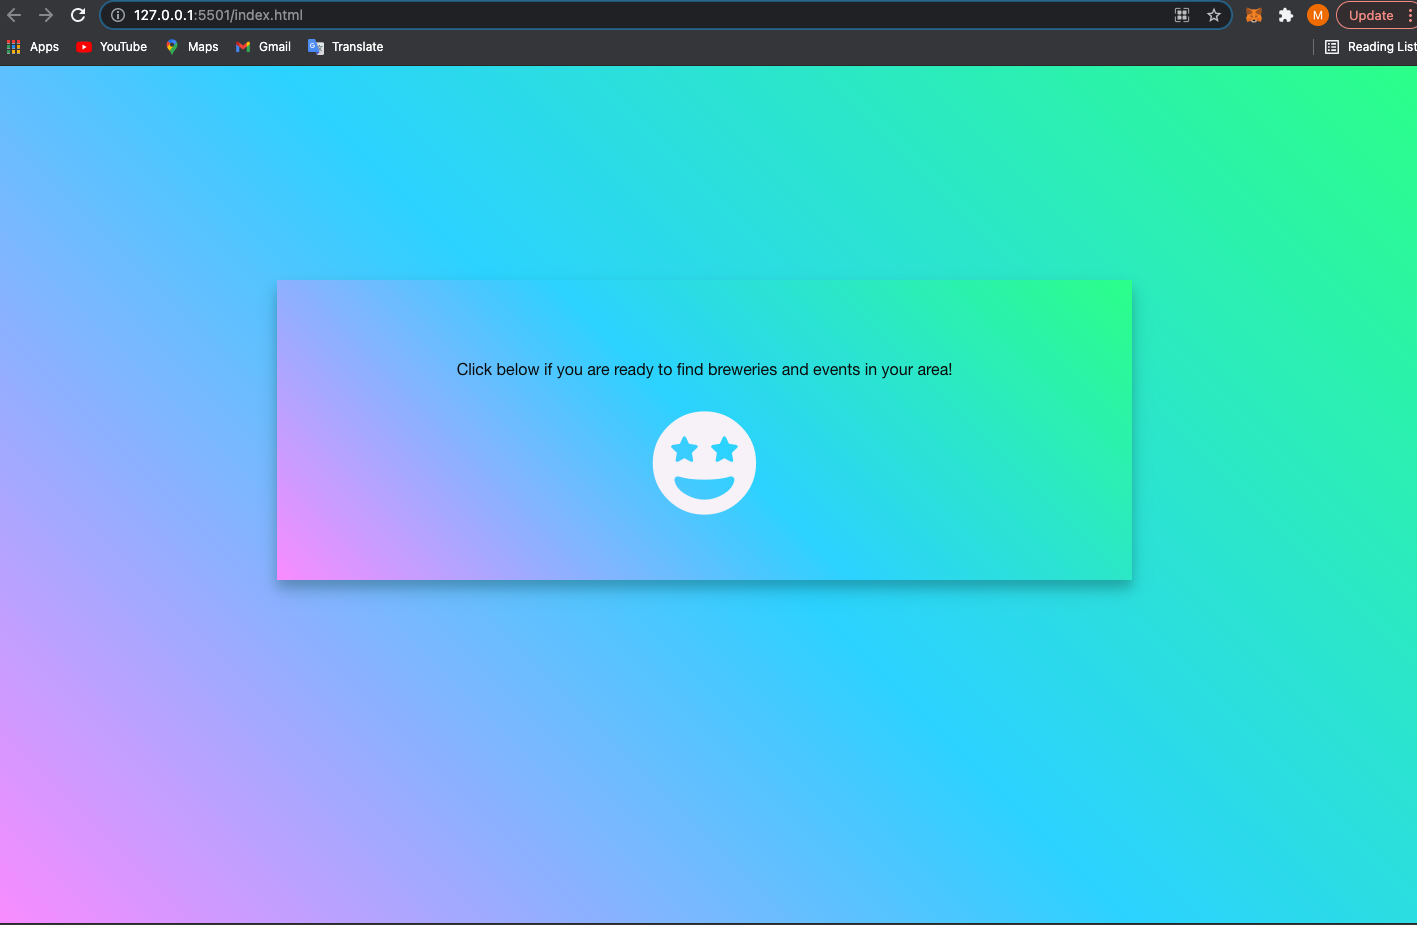 127.0.0.1:5501/index.html
M
Update
Apps
YouTube
Maps
Gmail
Translate
Reading List
Click below if you are ready to find breweries and events in your area!